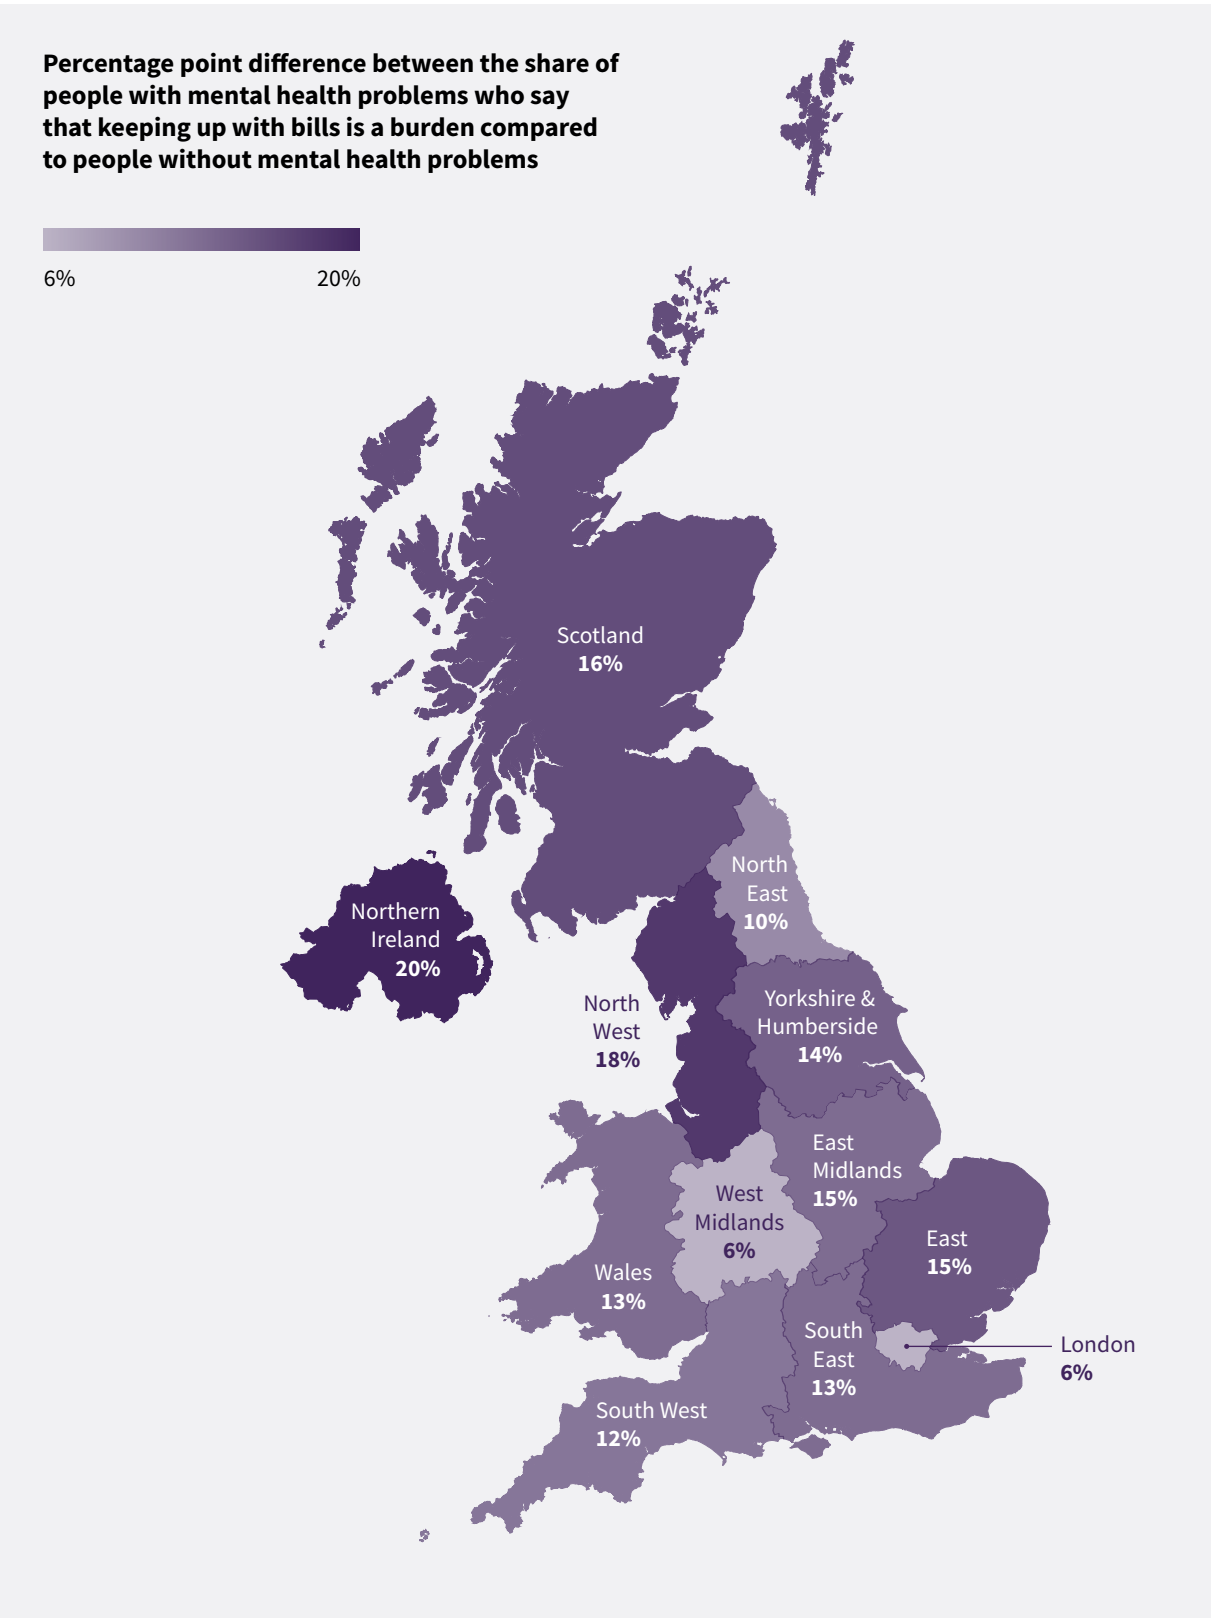 Percentage point difference between the share of
people with mental health problems who say
that keeping up with bills is a burden compared
to people without mental health problems
6%
20%
Scotland
16%
North
East
10%
Northern
Ireland
20%
North
West
18%
Yorkshire &
Humberside
14%
East
Midlands
15%
West
Midlands
6%
East
15%
Wales
13%
South
East
13%
London
6%
South West
12%